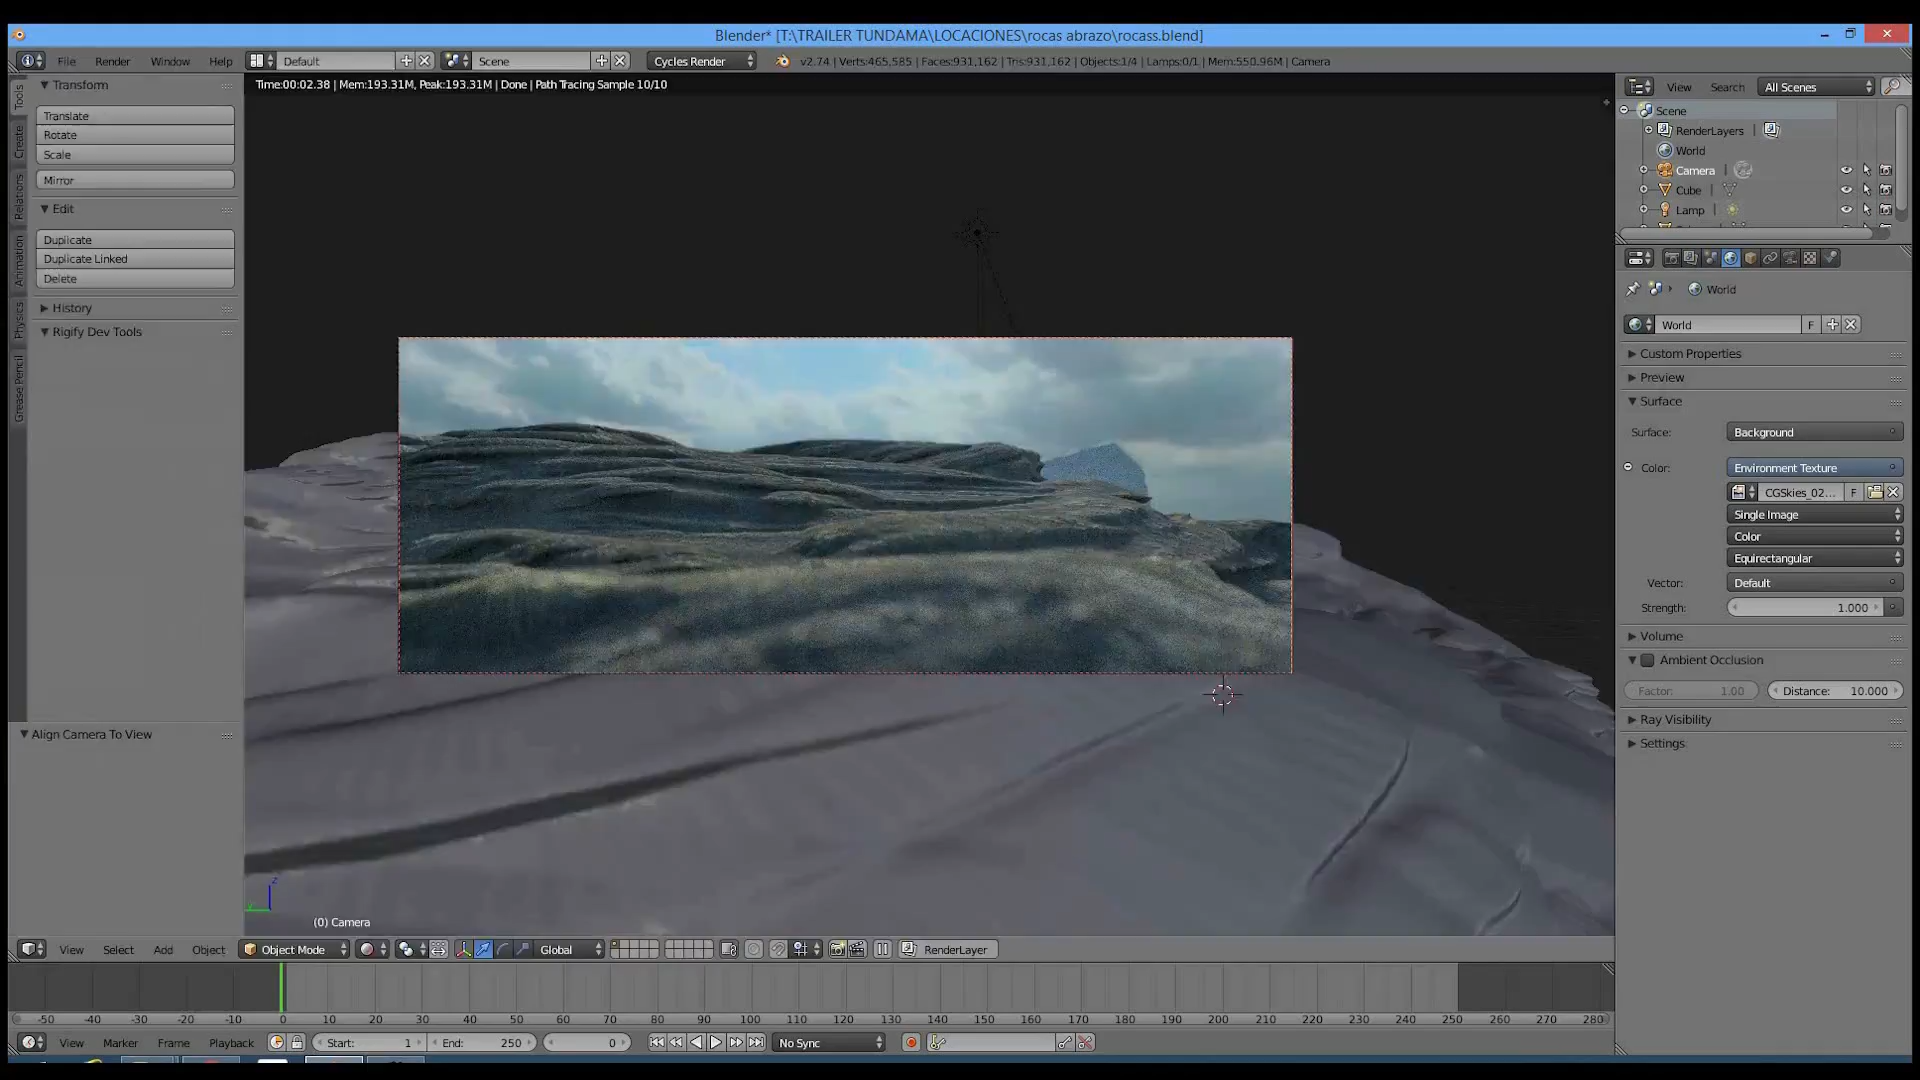 Blender* [T:\TRAILER TUNDAMA\LOCACIONES\rocas abrazo\rocass.blend]
File Render Window Help Default Scene Cycles Render v2.74 | Verts:465,585 | Faces:931,162 | Tris:931,162 | Objects:1/4 | Lamps:0/1 | Mem:550.96M | Camera
Time:00:02.38 | Mem:193.31M, Peak:193.31M | Done | Path Tracing Sample 10/10
Tools
Create
Relations
Animation
Physics
Grease Pencil
Transform
Translate
Rotate
Scale
Mirror
Edit
Duplicate
Duplicate Linked
Delete
History
Rigify Dev Tools
Align Camera To View
z
(0) Camera
View Search All Scenes
Scene
RenderLayers |
World
Camera |
Cube |
Lamp |
World
World F
Custom Properties
Preview
Surface
Surface: Background
Color: Environment Texture
CGSkies_02... F
Single Image
Color
Equirectangular
Vector: Default
Strength: 1.000
Volume
Ambient Occlusion
Factor: 1.00 Distance: 10.000
Ray Visibility
Settings
View Select Add Object Object Mode Global RenderLayer
-50 -40 -30 -20 -10 0 10 20 30 40 50 60 70 80 90 100 110 120 130 140 150 160 170 180 190 200 210 220 230 240 250 260 270 280
View Marker Frame Playback Start: 1 End: 250 0 No Sync